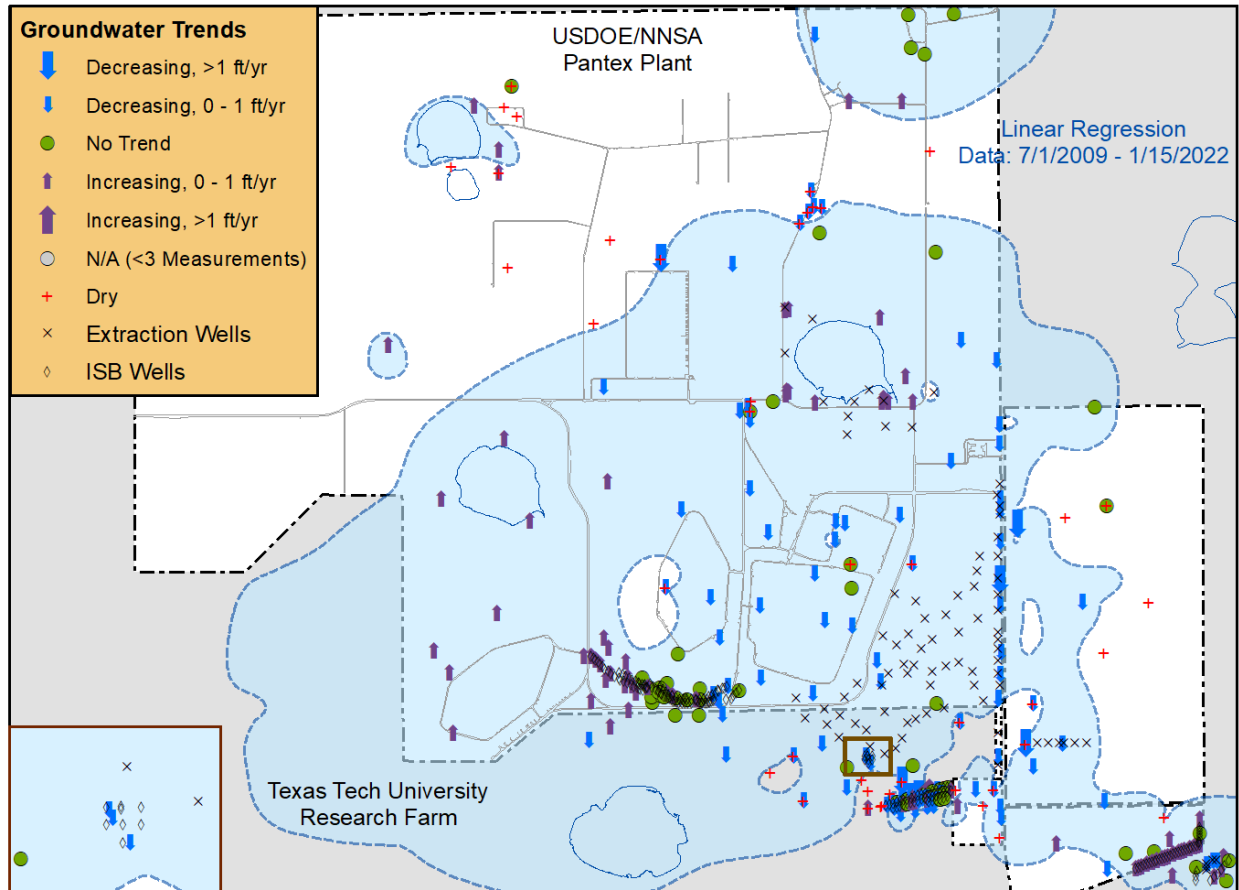 Groundwater Trends
Decreasing, >1 ft/yr
Decreasing, 0 - 1 ft/yr
No Trend
Increasing, 0 - 1 ft/yr
Increasing, >1 ft/yr
N/A (<3 Measurements)
Dry
Extraction Wells
ISB Wells
USDOE/NNSA
Pantex Plant
Linear Regression
Data: 7/1/2009 - 1/15/2022
Texas Tech University
Research Farm